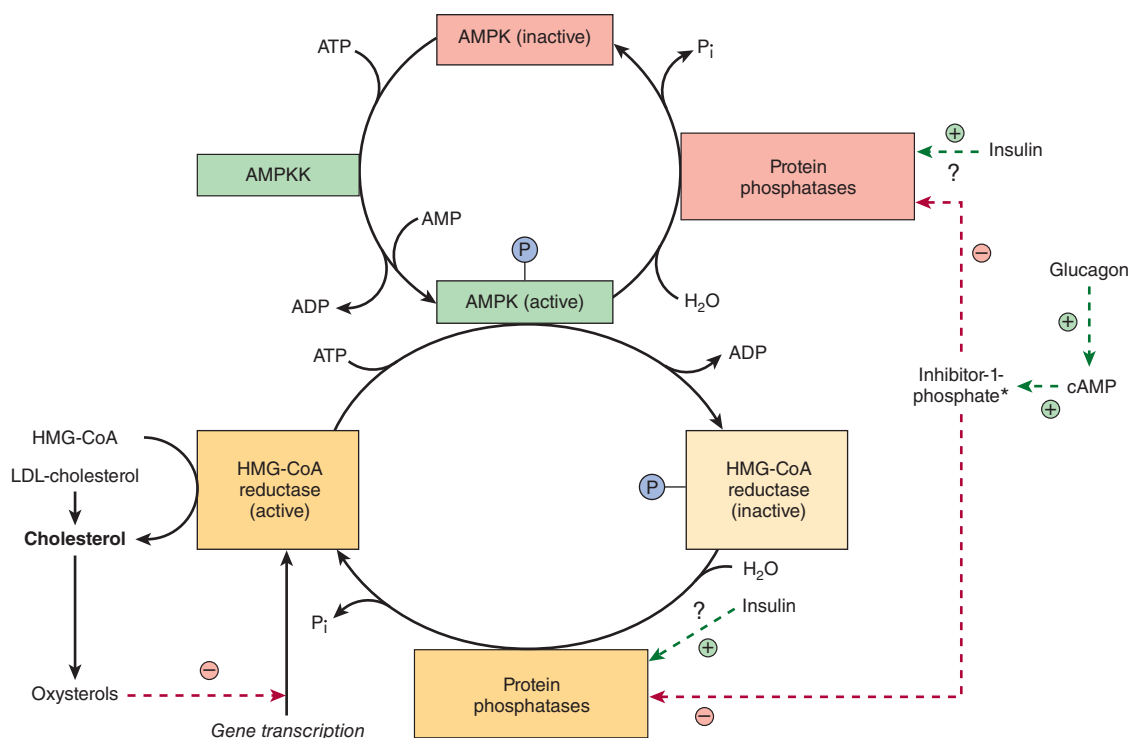 AMPK (inactive)
ATP
Pi
AMPKK
Protein
phosphatases
+
Insulin
?
AMP
P
−
ADP
AMPK (active)
H2O
Glucagon
+
ATP
ADP
Inhibitor-1-
phosphate*
cAMP
+
HMG-CoA
LDL-cholesterol
Cholesterol
HMG-CoA
reductase
(active)
P
HMG-CoA
reductase
(inactive)
H2O
Pi
?
Insulin
+
−
Oxysterols
Gene transcription
Protein
phosphatases
−